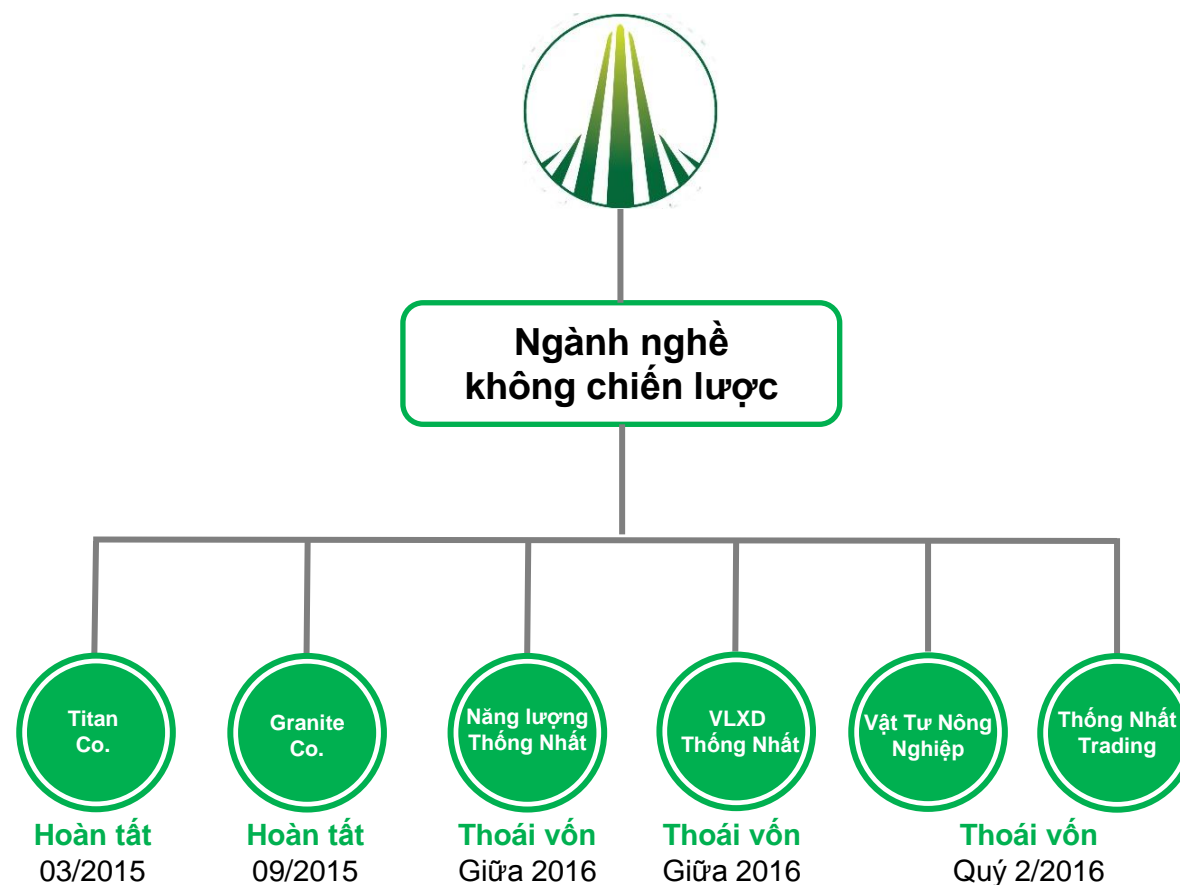 Ngành nghề
không chiến lược
Titan
Co.
Granite
Co.
Năng lượng
Thống Nhất
VLXD
Thống Nhất
Vật Tư Nông
Nghiệp
Thống Nhất
Trading
Hoàn tất
03/2015
Hoàn tất
09/2015
Thoái vốn
Giữa 2016
Thoái vốn
Giữa 2016
Thoái vốn
Quý 2/2016